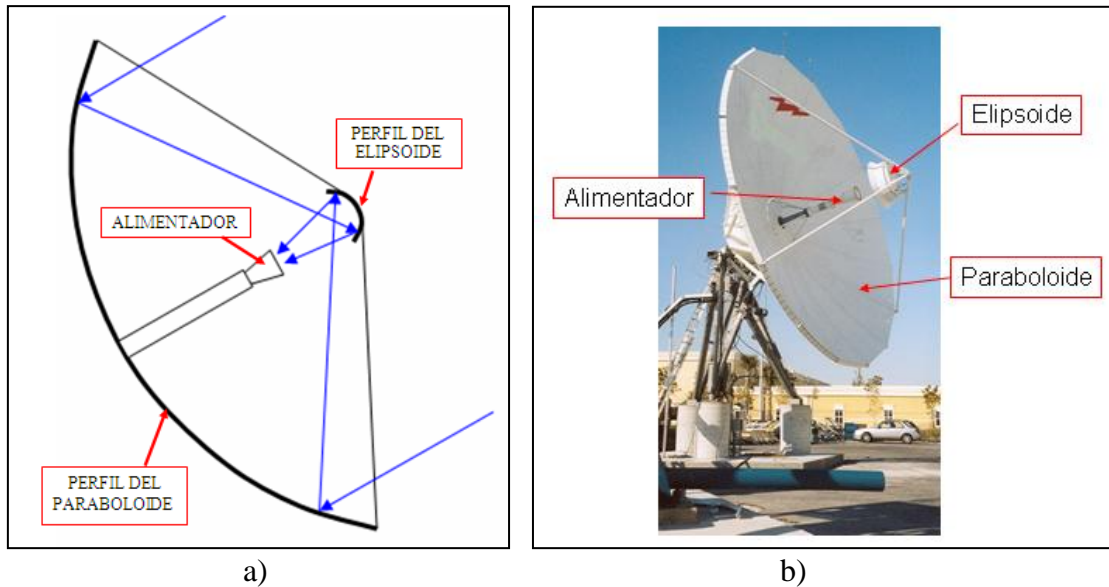 PERFIL DEL
ELIPSOIDE
ALIMENTADOR
PERFIL DEL
PARABOLOIDE
a)
Elipsoide
Alimentador
Paraboloide
b)